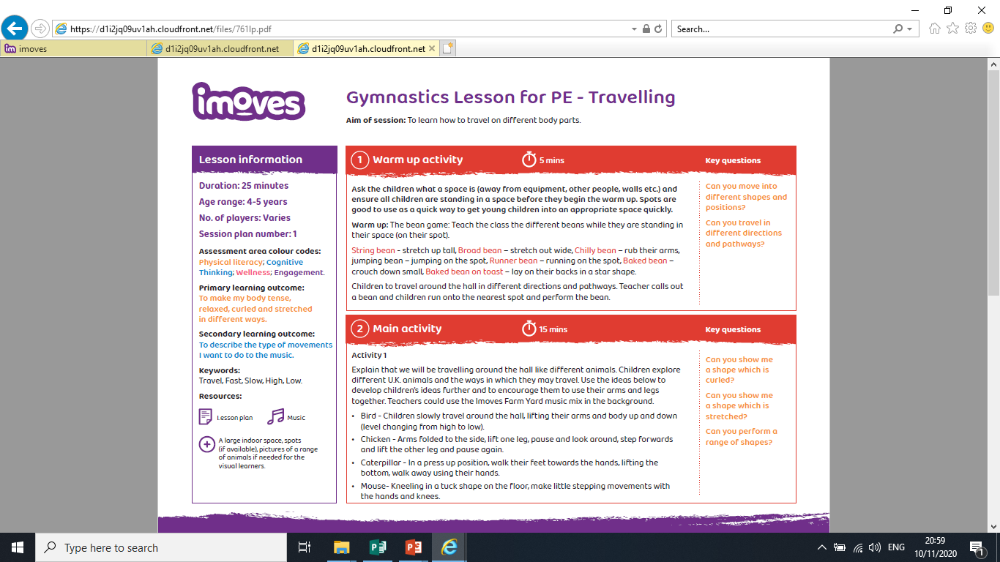 https://d1i2jq09uv1ah.cloudfront.net/files/761lp.pdf
Search...
imoves
d1i2jq09uv1ah.cloudfront.net
d1i2jq09uv1ah.cloudfront.net
imoves
Gymnastics Lesson for PE - Travelling
Aim of session: To learn how to travel on different body parts.
Lesson information
Duration: 25 minutes
Age range: 4-5 years
No. of players: Varies
Session plan number: 1
Assessment area colour codes:
Physical literacy; Cognitive
Thinking; Wellness; Engagement.
Primary learning outcome:
To make my body tense,
relaxed, curled and stretched
in different ways.
Secondary learning outcome:
To describe the type of movements
I want to do to the music.
Keywords:
Travel, Fast, Slow, High, Low.
Resources:
Lesson plan
Music
A large indoor space, spots
(if available), pictures of a range
of animals if needed for the
visual learners.
1 Warm up activity
5 mins
Key questions
Ask the children what a space is (away from equipment, other people, walls etc.) and
ensure all children are standing in a space before they begin the warm up. Spots are
good to use as a quick way to get young children into an appropriate space quickly.
Warm up: The bean game: Teach the class the different beans while they are standing in
their space (on their spot).
String bean - stretch up tall, Broad bean – stretch out wide, Chilly bean – rub their arms,
jumping bean – jumping on the spot, Runner bean – running on the spot, Baked bean –
crouch down small, Baked bean on toast – lay on their backs in a star shape.
Children to travel around the hall in different directions and pathways. Teacher calls out
a bean and children run onto the nearest spot and perform the bean.
Can you move into
different shapes and
positions?
Can you travel in
different directions
and pathways?
2 Main activity
15 mins
Key questions
Activity 1
Explain that we will be travelling around the hall like different animals. Children explore
different U.K. animals and the ways in which they may travel. Use the ideas below to
develop children's ideas further and to encourage them to use their arms and legs
together. Teachers could use the Imoves Farm Yard music mix in the background.
• Bird - Children slowly travel around the hall, lifting their arms and body up and down
(level changing from high to low).
• Chicken - Arms folded to the side, lift one leg, pause and look around, step forwards
and lift the other leg and pause again.
• Caterpillar - In a press up position, walk their feet towards the hands, lifting the
bottom, walk away using their hands.
• Mouse- Kneeling in a tuck shape on the floor, make little stepping movements with
the hands and knees.
Can you show me
a shape which is
curled?
Can you show me
a shape which is
stretched?
Can you perform a
range of shapes?
Type here to search
ENG
20:59
10/11/2020
1